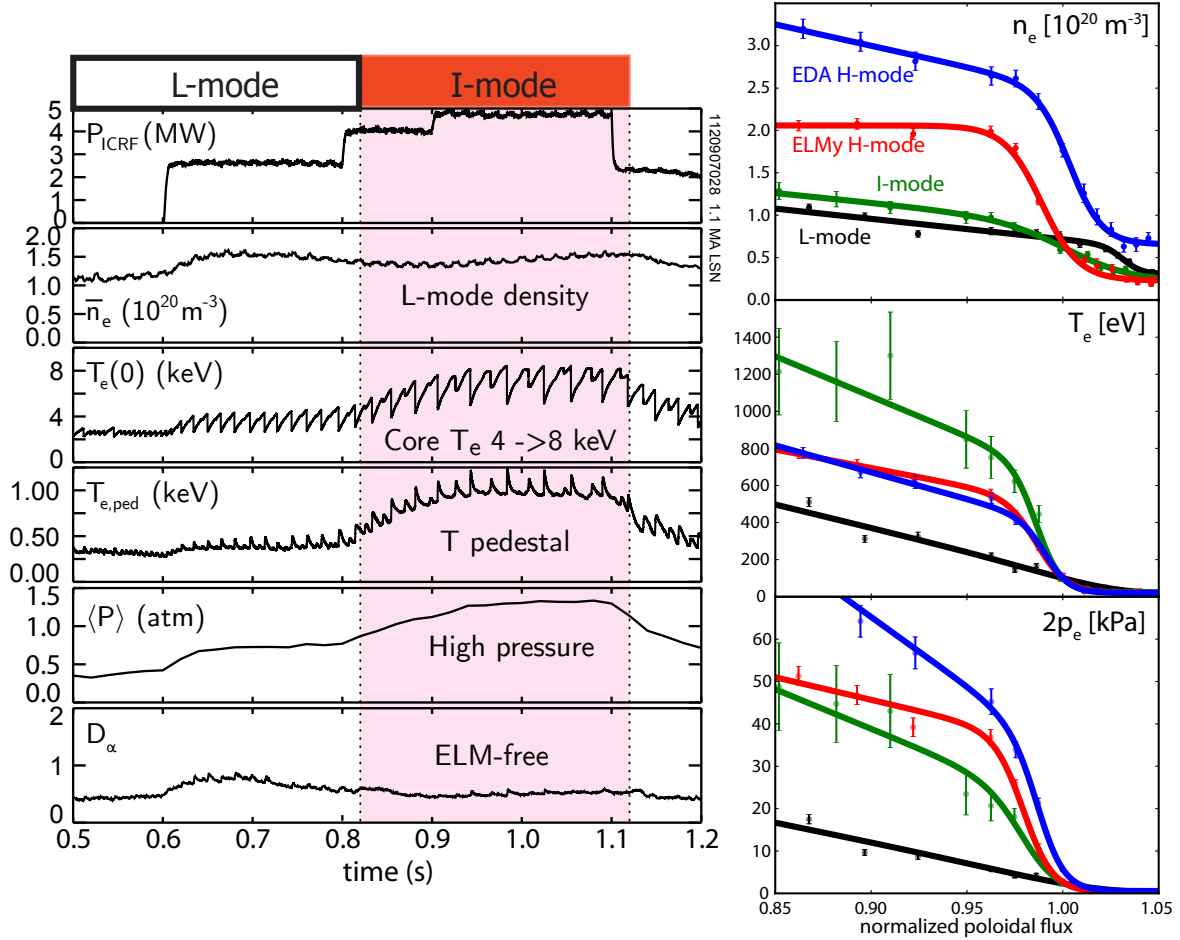 L-mode
I-mode
P_ICRF (MW)
5
4
3
2
1
0
1120907028 1.1 MA LSN
2.0
1.5
1.0
0.5
0.0
n̅_e (10^20 m^-3)
L-mode density
8
6
4
2
0
T_e(0) (keV)
Core T_e 4 ->8 keV
1.00
0.50
0.00
T_e,ped (keV)
T pedestal
1.5
1.0
0.5
0.0
⟨P⟩ (atm)
High pressure
2
1
0
D_α
ELM-free
0.5 0.6 0.7 0.8 0.9 1.0 1.1 1.2
time (s)
n_e [10^20 m^-3]
3.0
2.5
2.0
1.5
1.0
0.5
0.0
EDA H-mode
ELMy H-mode
I-mode
L-mode
T_e [eV]
1400
1200
1000
800
600
400
200
0
2p_e [kPa]
60
50
40
30
20
10
0
0.85 0.90 0.95 1.00 1.05
normalized poloidal flux